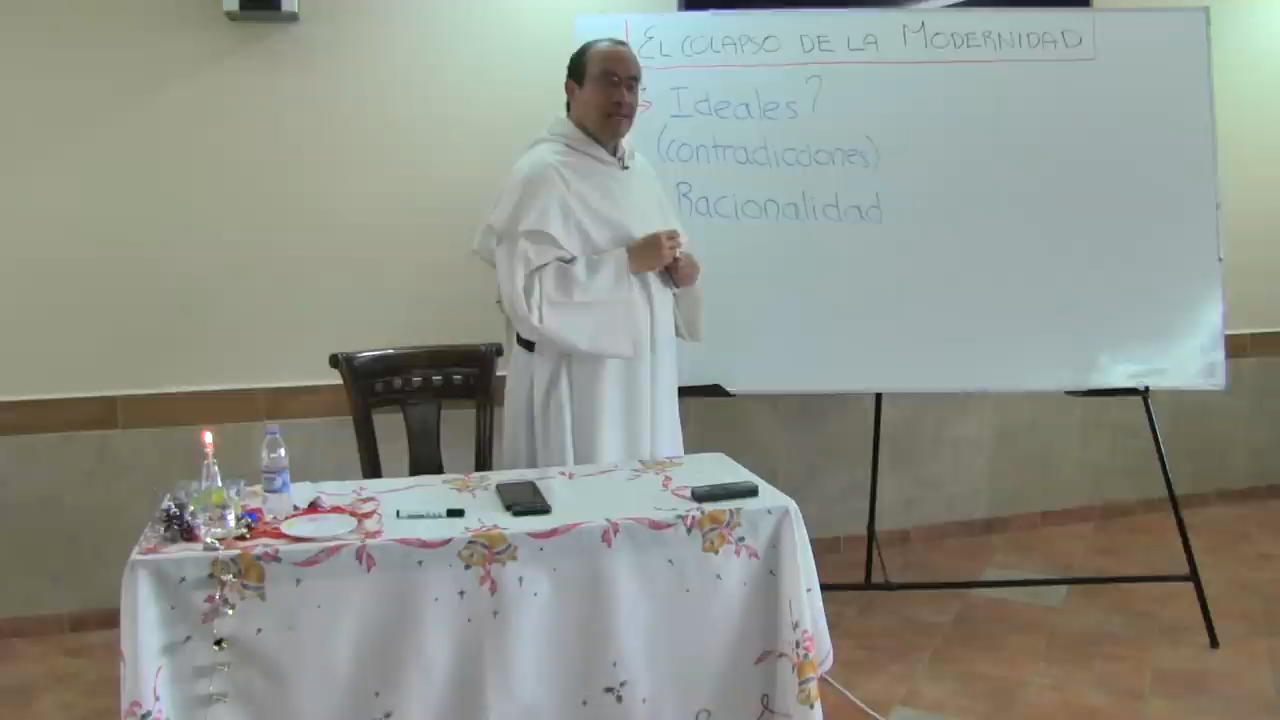 EL COLAPSO DE LA MODERNIDAD
Ideales?
(contradicciones)
Racionalidad